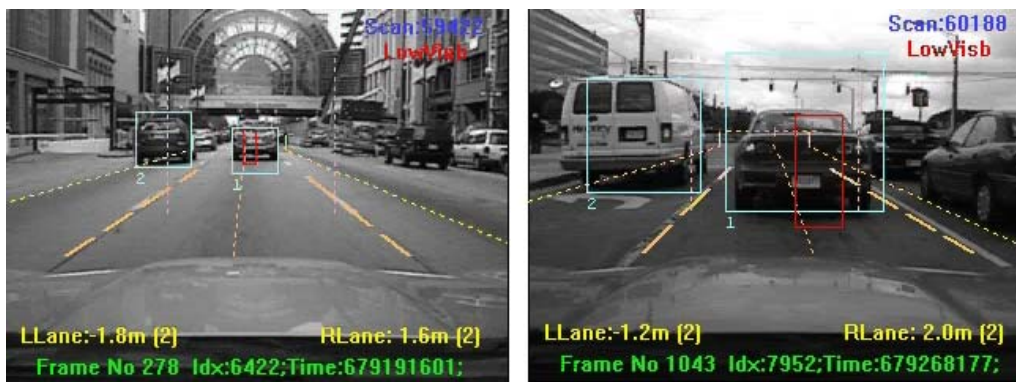 Scan:59422
LowVisb
2
1
LLane:-1.8m (2)
RLane: 1.6m (2)
Frame No 278 Idx:6422;Time:679191601;
Scan:60188
LowVisb
2
1
LLane:-1.2m (2)
RLane: 2.0m (2)
Frame No 1043 Idx:7952;Time:679268177;